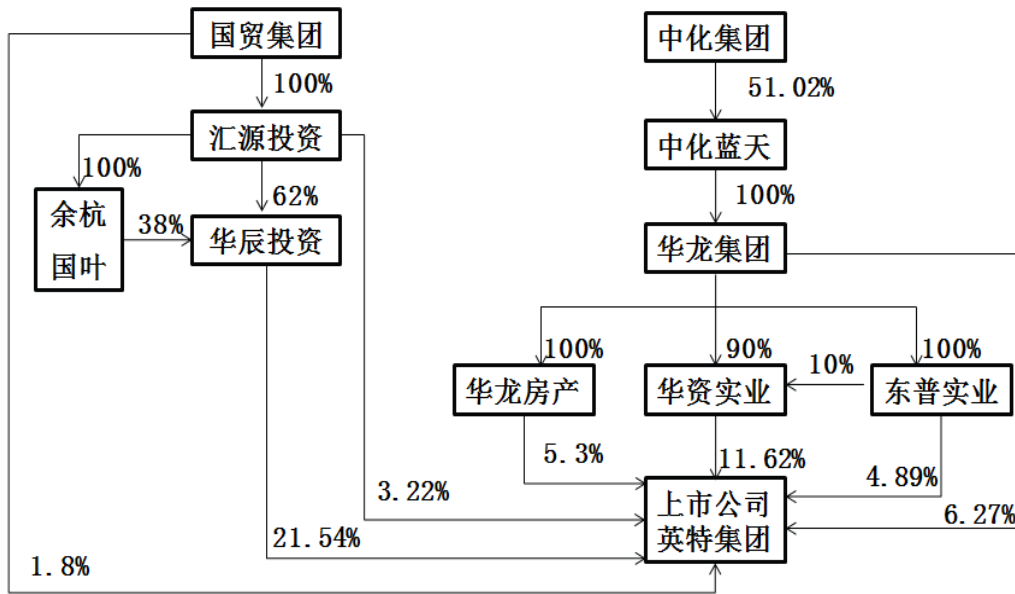 国贸集团
中化集团
100%
51.02%
汇源投资
中化蓝天
100%
62%
100%
余杭
国叶
38%
华辰投资
华龙集团
100%
90%
100%
华龙房产
华资实业
10%
东普实业
5.3%
11.62%
4.89%
6.27%
3.22%
上市公司
英特集团
21.54%
1.8%